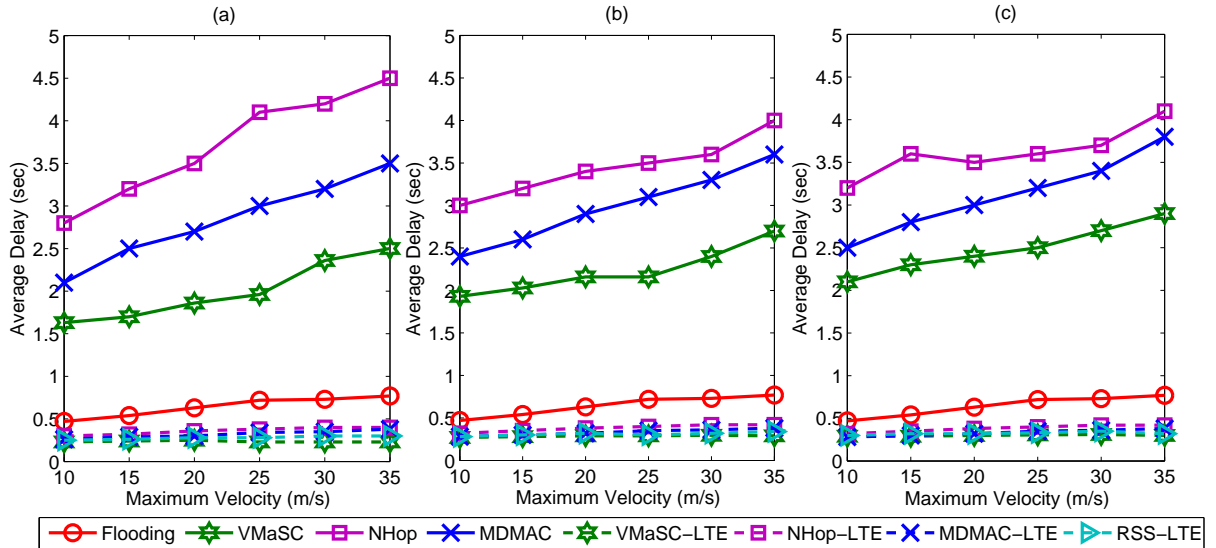 (a)
(b)
(c)
5
4.5
4
3.5
3
2.5
2
1.5
1
0.5
0
10 15 20 25 30 35
Maximum Velocity (m/s)
Average Delay (sec)
5
4.5
4
3.5
3
2.5
2
1.5
1
0.5
0
10 15 20 25 30 35
Maximum Velocity (m/s)
Average Delay (sec)
5
4.5
4
3.5
3
2.5
2
1.5
1
0.5
0
10 15 20 25 30 35
Maximum Velocity (m/s)
Average Delay (sec)
Flooding VMaSC NHop MDMAC VMaSC-LTE NHop-LTE MDMAC-LTE RSS-LTE